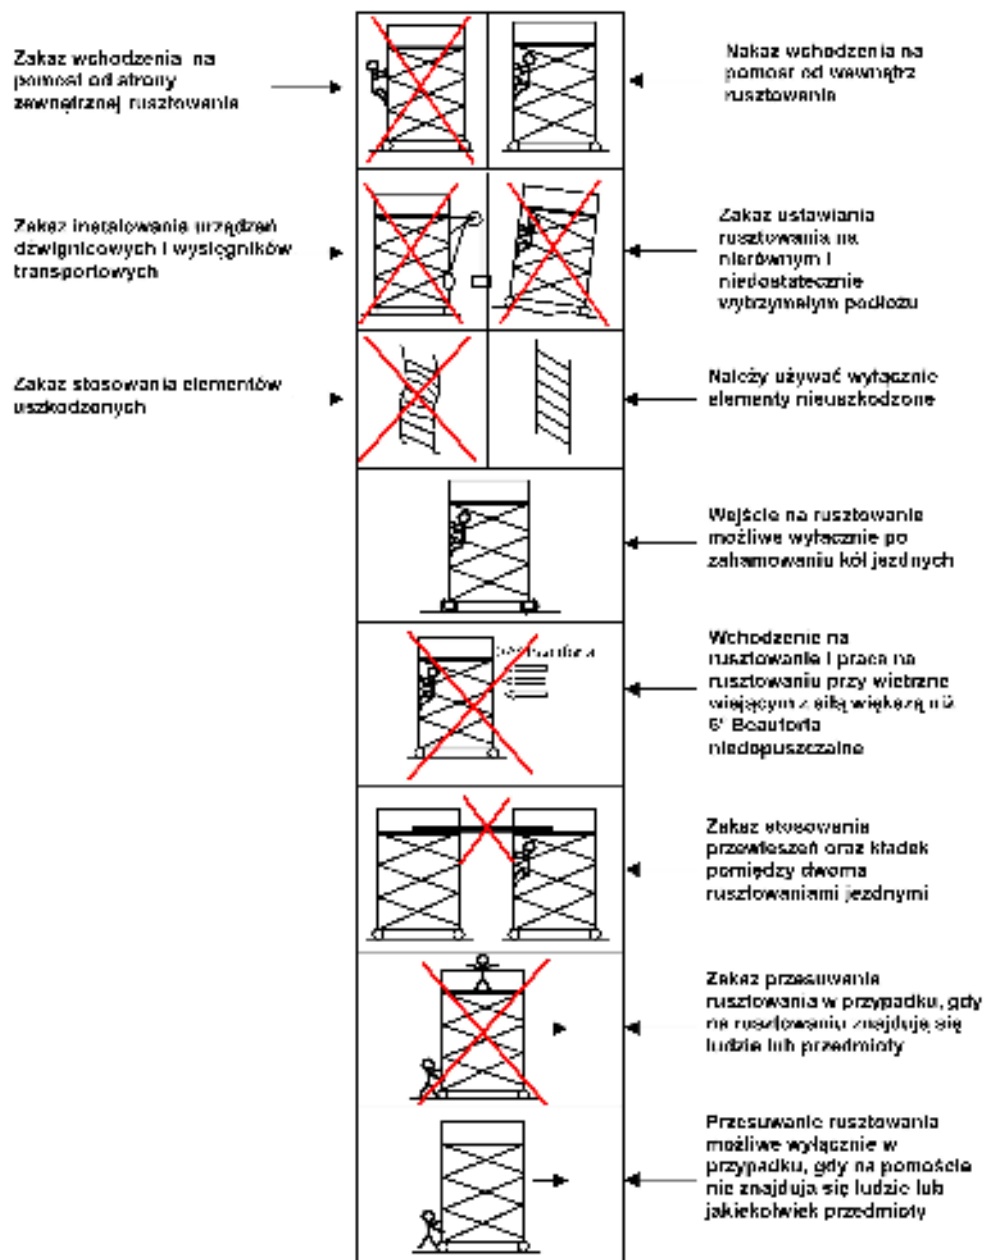 Zakaz wchodzenia na
pomost od strony
zewnętrznej rusztowania
Nakaz wchodzenia na
pomost od wewnątrz
rusztowania
Zakaz instalowania urządzeń
dźwignicowych i wysięgników
transportowych
Zakaz ustawiania
rusztowania na
nierównym i
niedostatecznie
wytrzymałym podłożu
Zakaz stosowania elementów
uszkodzonych
Należy używać wyłącznie
elementy nieuszkodzone
Wejście na rusztowanie
możliwe wyłącznie po
zahamowaniu kół jezdnych
Wchodzenie na
rusztowanie i praca na
rusztowaniu przy wietrzne
wiejącym z siłą większą niż
6° Beauforta
niedopuszczalne
Zakaz stosowania
przewieszeń oraz kładek
pomiędzy dwoma
rusztowaniami jezdnymi
Zakaz przesuwania
rusztowania w przypadku, gdy
na rusztowaniu znajdują się
ludzie lub przedmioty
Przesuwanie rusztowania
możliwe wyłącznie w
przypadku, gdy na pomoście
nie znajdują się ludzie lub
jakiekolwiek przedmioty